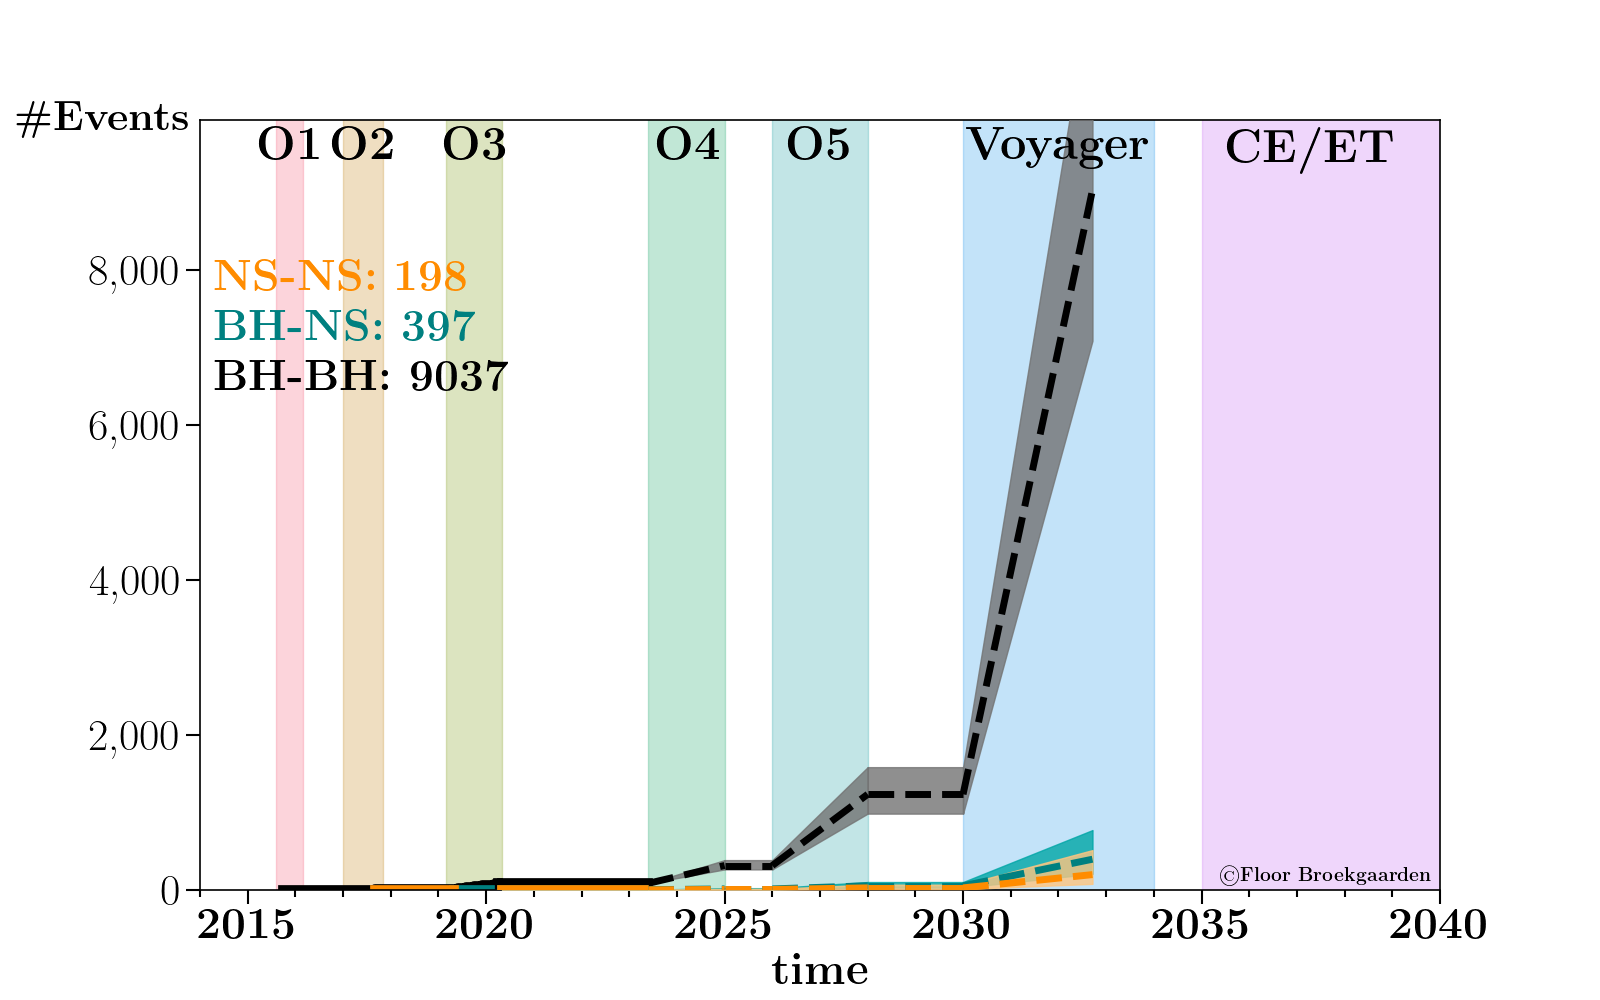 #Events
O1 O2 O3 O4 O5 Voyager CE/ET
8,000
NS-NS: 198
BH-NS: 397
BH-BH: 9037
6,000
4,000
2,000
0
©Floor Broekgaarden
2015 2020 2025 2030 2035 2040
time